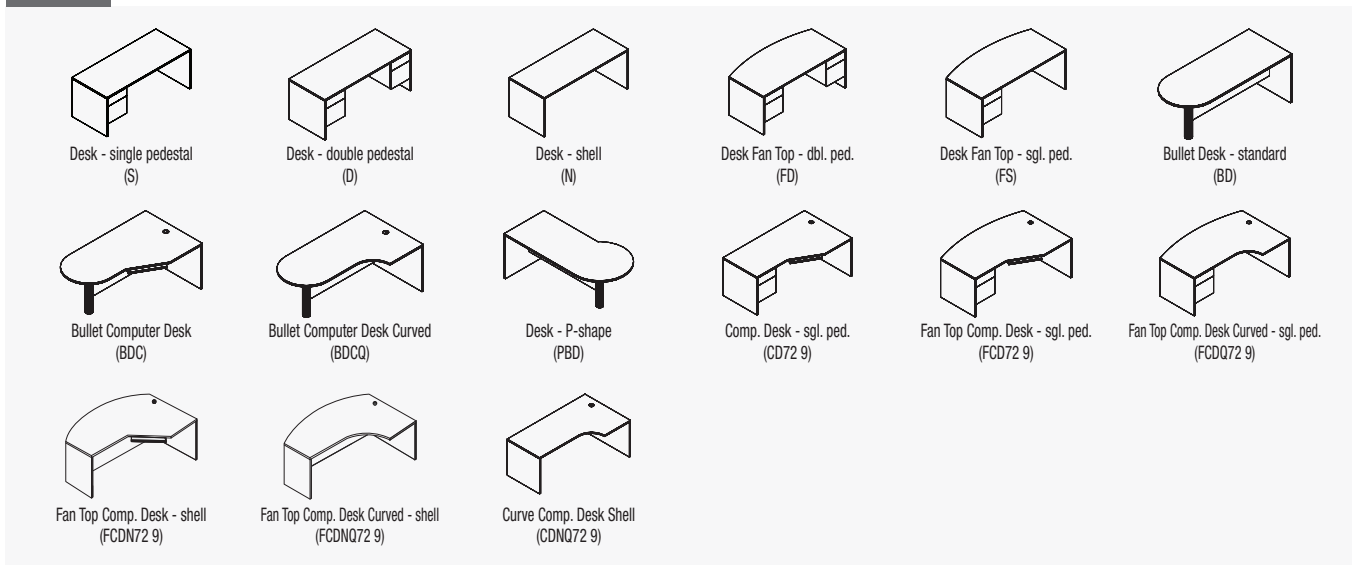 Desk - single pedestal
(S)
Desk - double pedestal
(D)
Desk - shell
(N)
Desk Fan Top - dbl. ped.
(FD)
Desk Fan Top - sgl. ped.
(FS)
Bullet Desk - standard
(BD)
Bullet Computer Desk
(BDC)
Bullet Computer Desk Curved
(BDCQ)
Desk - P-shape
(PBD)
Comp. Desk - sgl. ped.
(CD72 9)
Fan Top Comp. Desk - sgl. ped.
(FCD72 9)
Fan Top Comp. Desk Curved - sgl. ped.
(FCDQ72 9)
Fan Top Comp. Desk - shell
(FCDN72 9)
Fan Top Comp. Desk Curved - shell
(FCDNQ72 9)
Curve Comp. Desk Shell
(CDNQ72 9)